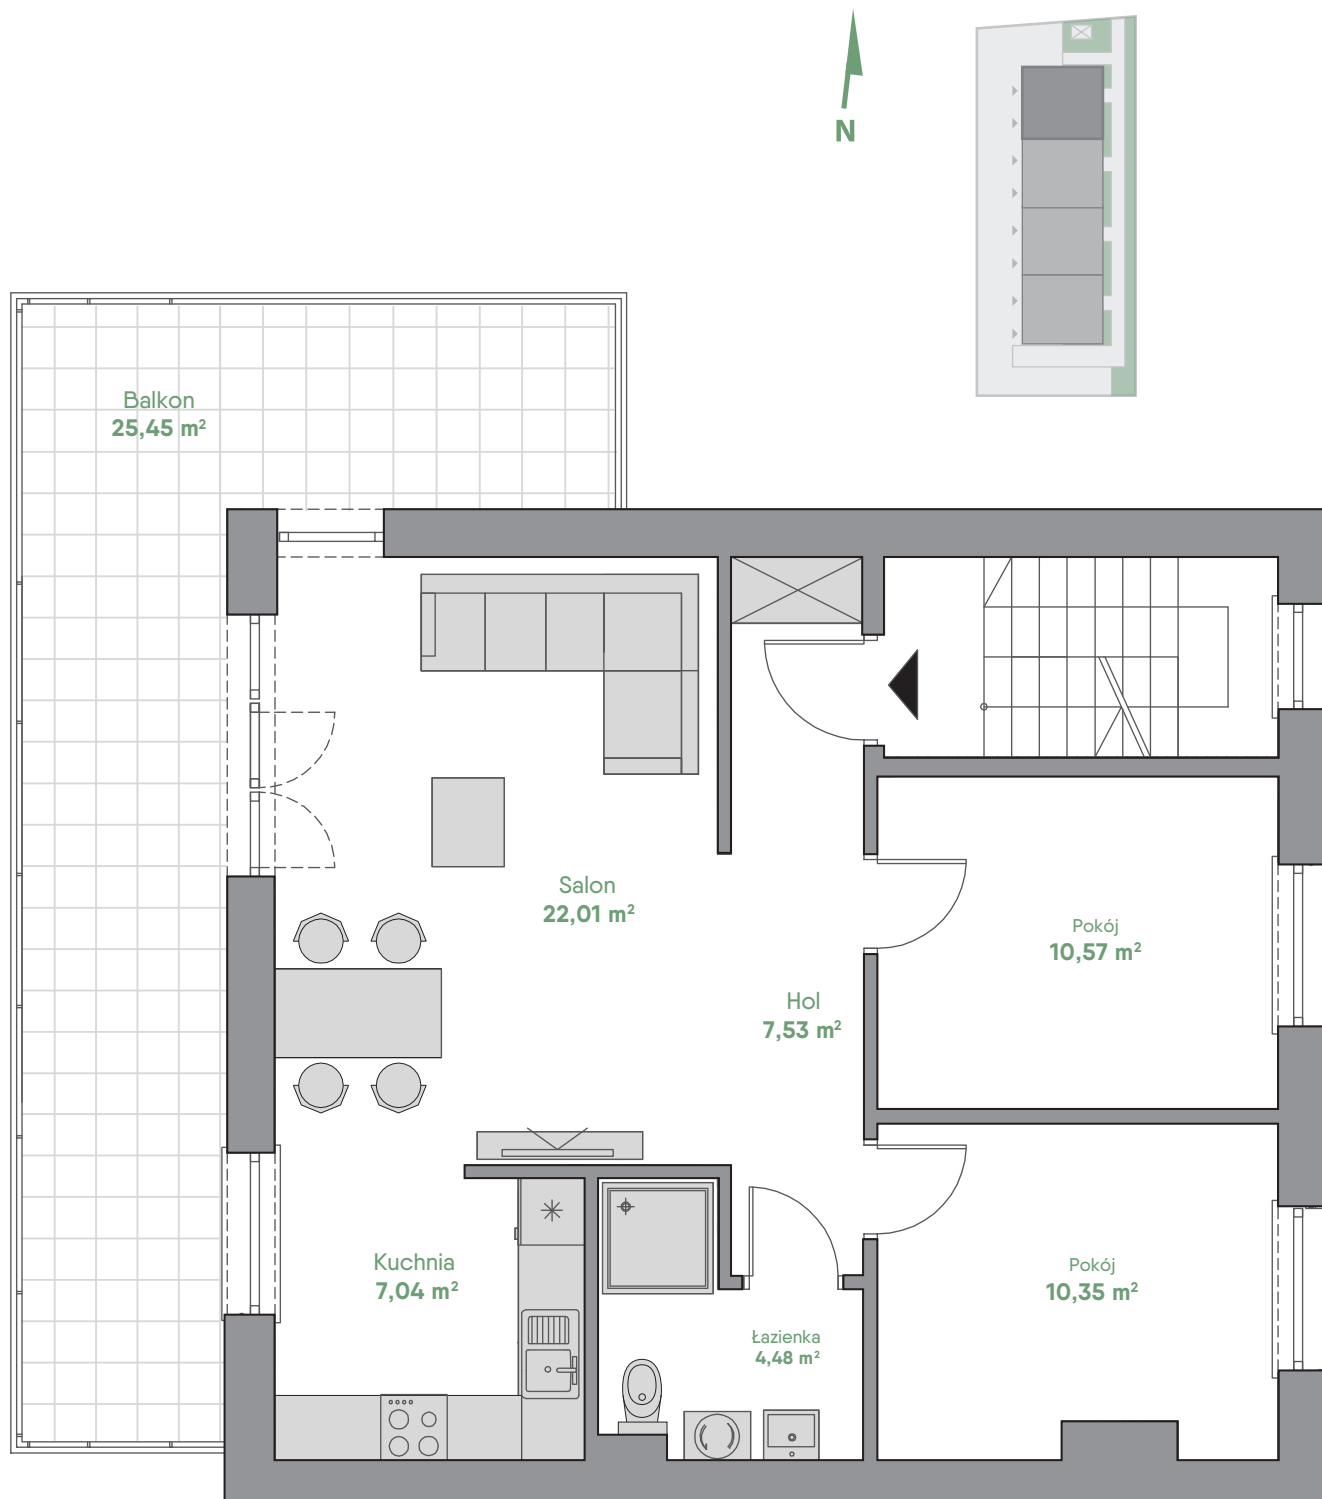 N
Balkon
25,45 m²
Salon
22,01 m²
Pokój
10,57 m²
Hol
7,53 m²
Kuchnia
7,04 m²
Pokój
10,35 m²
Łazienka
4,48 m²